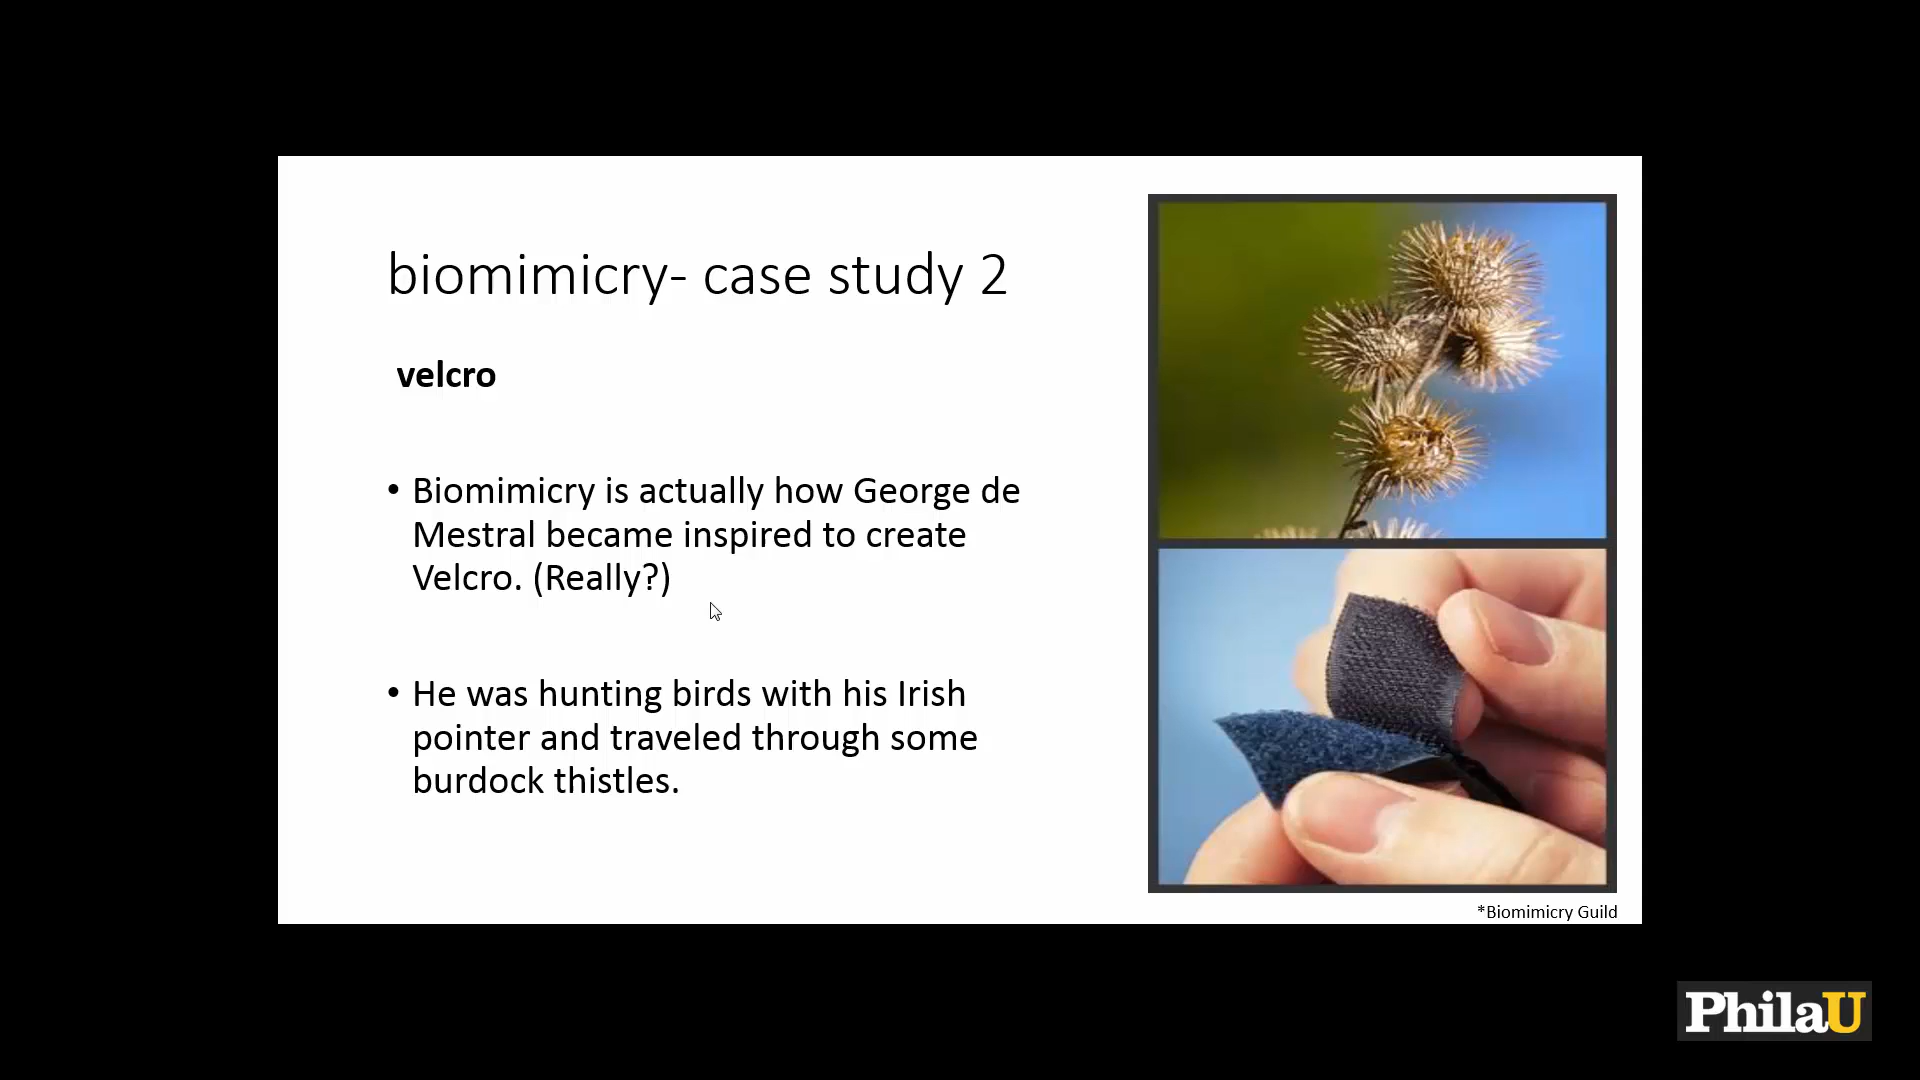 biomimicry- case study 2
velcro
• Biomimicry is actually how George de
Mestral became inspired to create
Velcro. (Really?)
• He was hunting birds with his Irish
pointer and traveled through some
burdock thistles.
*Biomimicry Guild
PhilaU